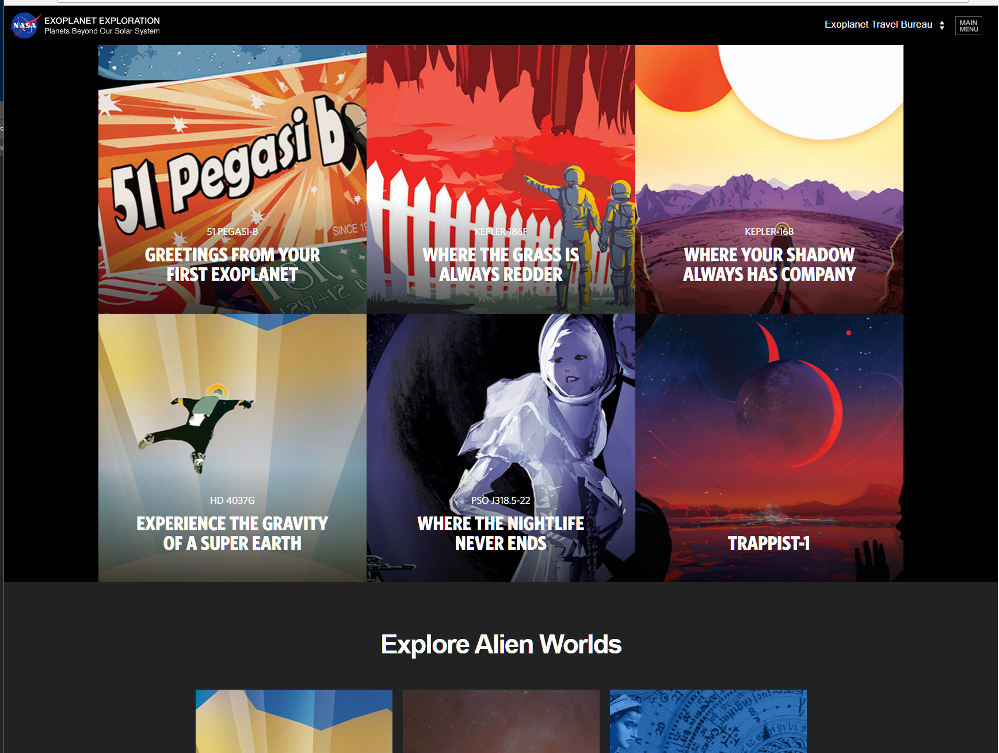 NASA
EXOPLANET EXPLORATION
Planets Beyond Our Solar System
Exoplanet Travel Bureau
MAIN
MENU
51 Pegasi b
SINCE 19
51 PEGASI-B
GREETINGS FROM YOUR
FIRST EXOPLANET
KEPLER 186F
WHERE THE GRASS IS
ALWAYS REDDER
KEPLER-16B
WHERE YOUR SHADOW
ALWAYS HAS COMPANY
HD 4037G
EXPERIENCE THE GRAVITY
OF A SUPER EARTH
PSO J318.5-22
WHERE THE NIGHTLIFE
NEVER ENDS
TRAPPIST-1
Explore Alien Worlds